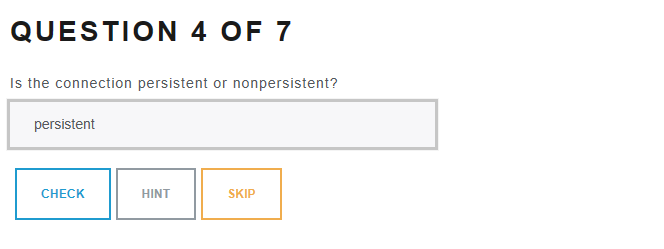 QUESTION 4 OF 7
Is the connection persistent or nonpersistent?
persistent
CHECK HINT SKIP